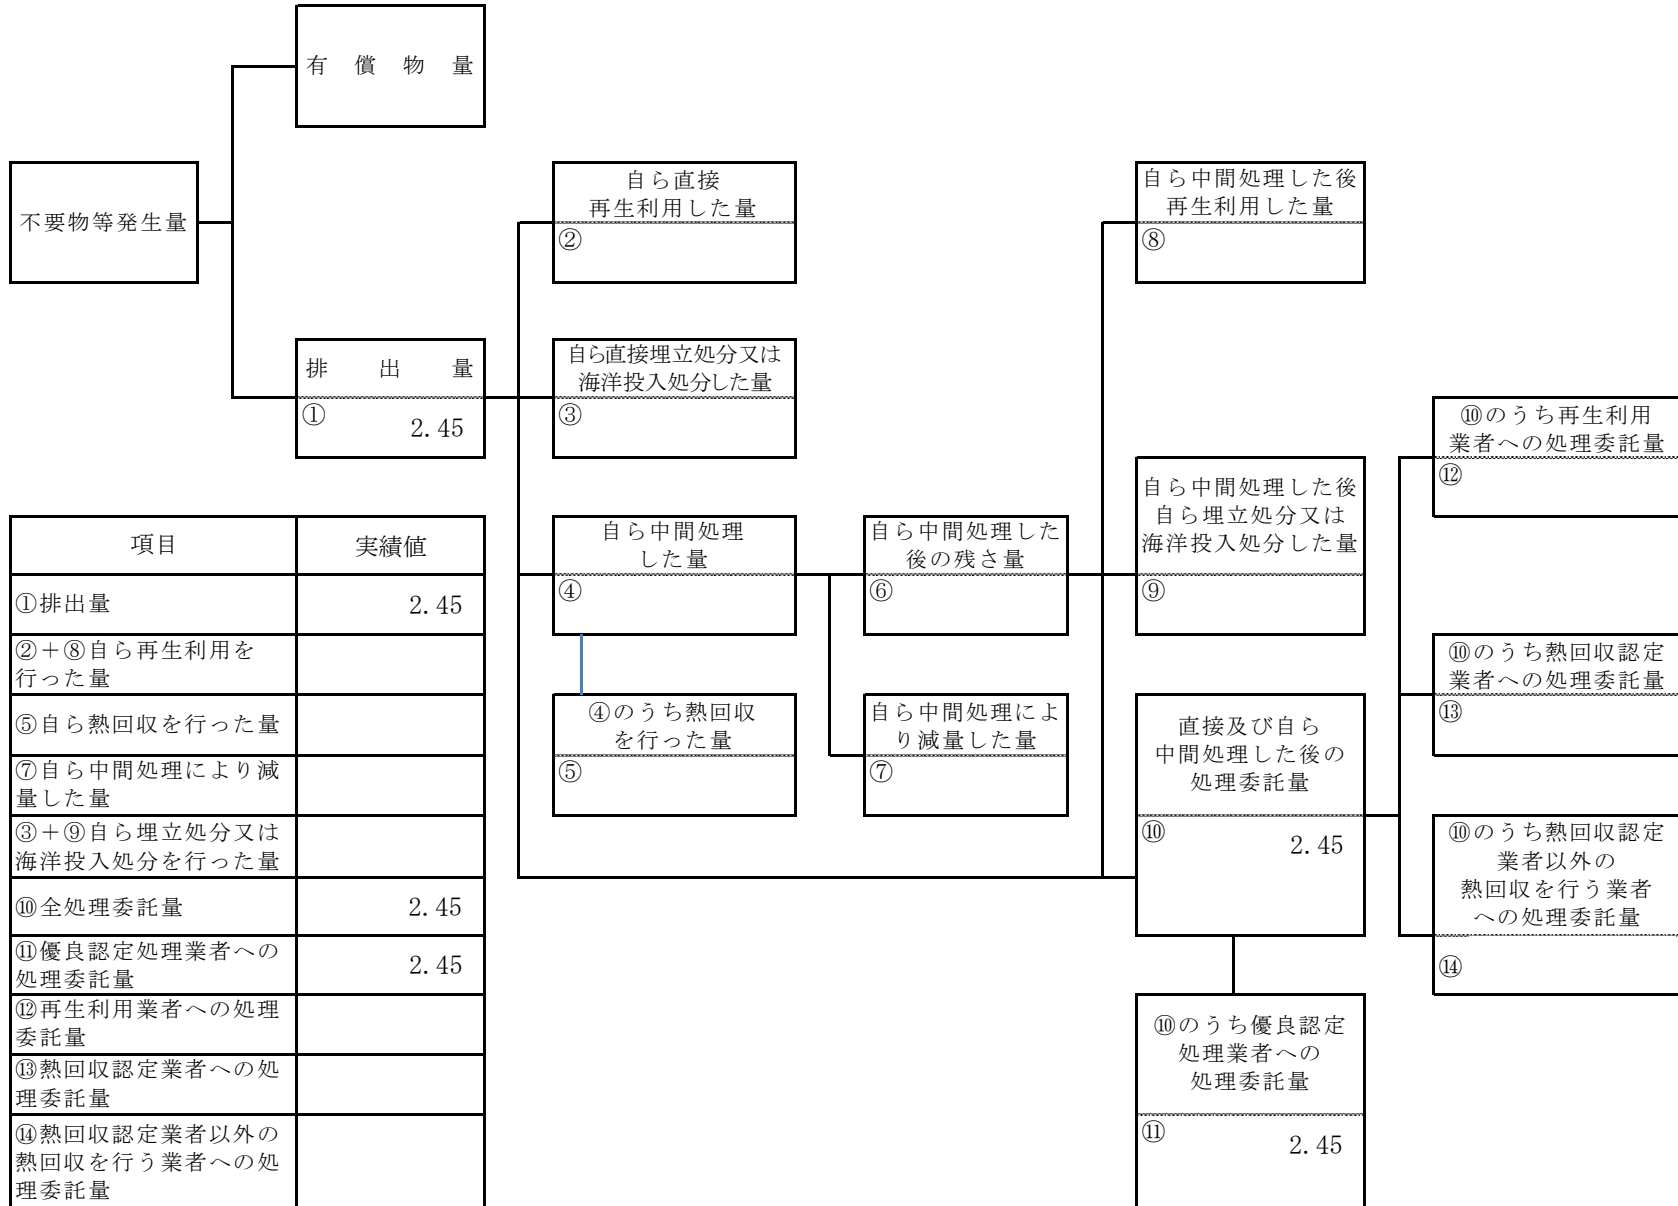 有償物量
不要物等発生量
排出量
① 2.45
自ら直接
再生利用した量
②
自ら直接埋立処分又は
海洋投入処分した量
③
自ら中間処理
した量
④
④のうち熱回収
を行った量
⑤
自ら中間処理した
後の残さ量
⑥
自ら中間処理によ
り減量した量
⑦
自ら中間処理した後
再生利用した量
⑧
自ら中間処理した後
自ら埋立処分又は
海洋投入処分した量
⑨
直接及び自ら
中間処理した後の
処理委託量
⑩ 2.45
⑩のうち優良認定
処理業者への
処理委託量
⑪ 2.45
⑩のうち再生利用
業者への処理委託量
⑫
⑩のうち熱回収認定
業者への処理委託量
⑬
⑩のうち熱回収認定
業者以外の
熱回収を行う業者
への処理委託量
⑭
項目 実績値
①排出量 2.45
②+⑧自ら再生利用を
行った量
⑤自ら熱回収を行った量
⑦自ら中間処理により減
量した量
③+⑨自ら埋立処分又は
海洋投入処分を行った量
⑩全処理委託量 2.45
⑪優良認定処理業者への
処理委託量 2.45
⑫再生利用業者への処理
委託量
⑬熱回収認定業者への処
理委託量
⑭熱回収認定業者以外の
熱回収を行う業者への処
理委託量